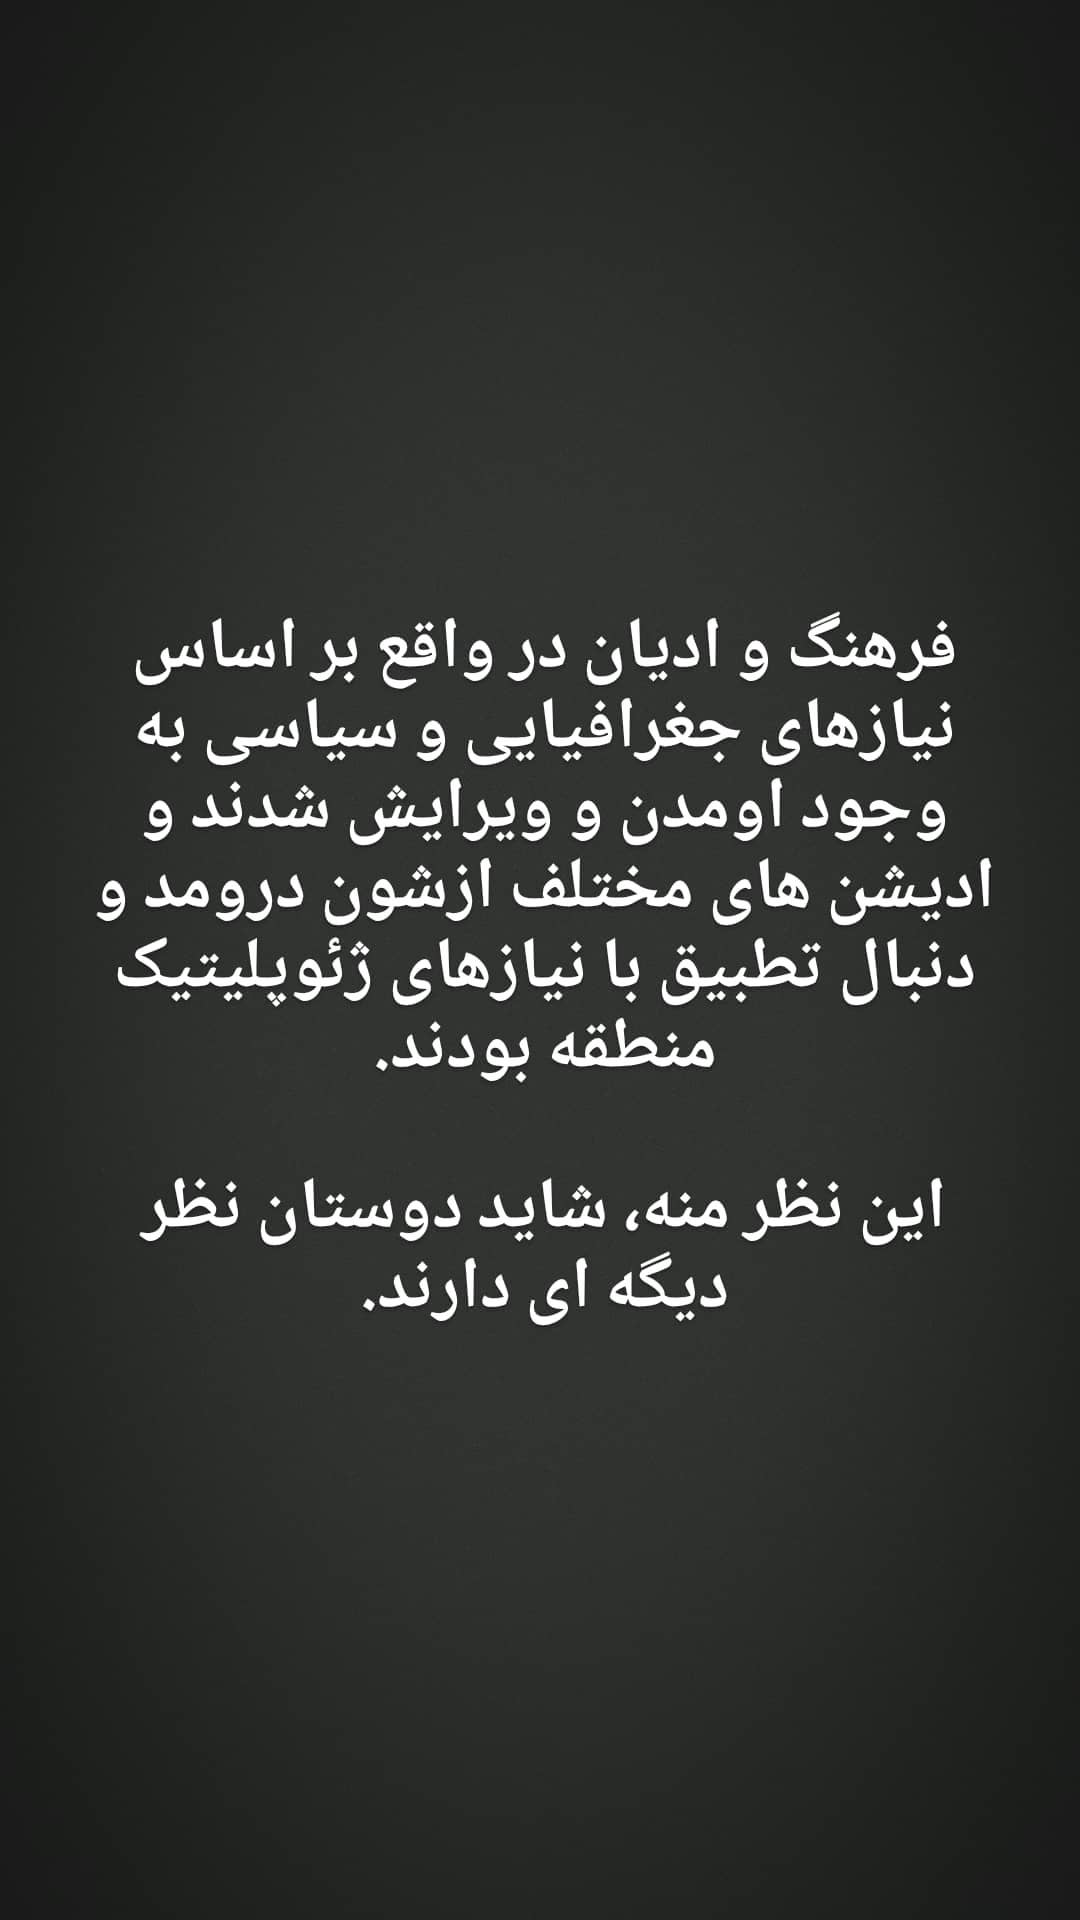 فرهنگ و ادیان در واقع بر اساس
نیازهای جغرافیایی و سیاسی به
وجود اومدن و ویرایش شدند و
ادیشن های مختلف ازشون درومد و
دنبال تطبیق با نیازهای ژئوپلیتیک
منطقه بودند.
این نظر منه، شاید دوستان نظر
دیگه ای دارند.